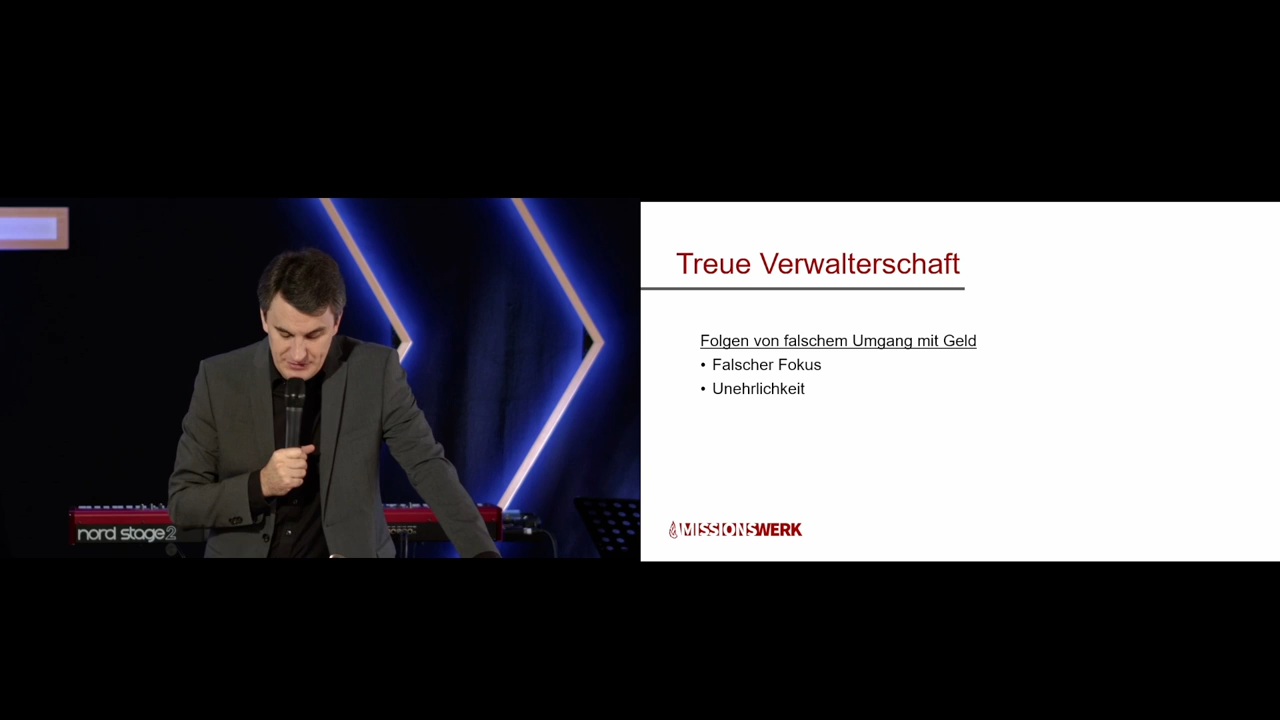 nord stage2
Treue Verwalterschaft
Folgen von falschem Umgang mit Geld
• Falscher Fokus
• Unehrlichkeit
MISSIONSWERK